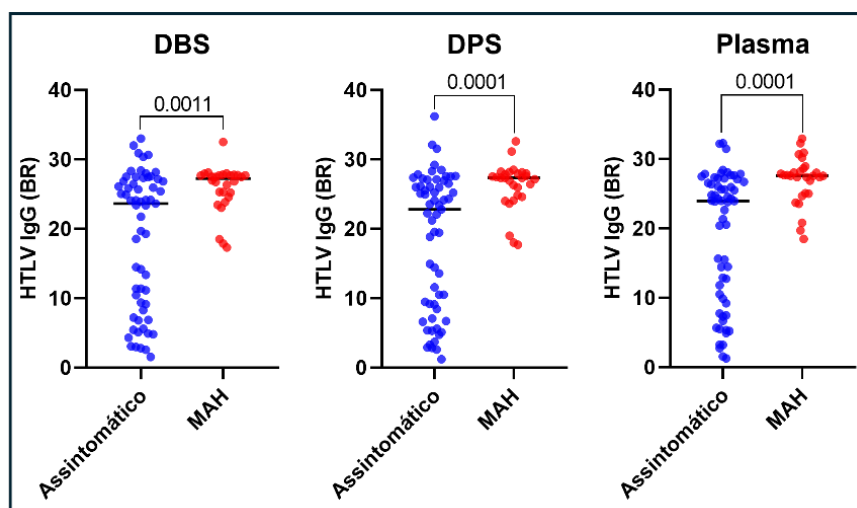 DBS
DPS
Plasma
0.0011
0.0001
0.0001
HTLV IgG (BR)
40
30
20
10
0
Assintomático
MAH
HTLV IgG (BR)
40
30
20
10
0
Assintomático
MAH
HTLV IgG (BR)
40
30
20
10
0
Assintomático
MAH